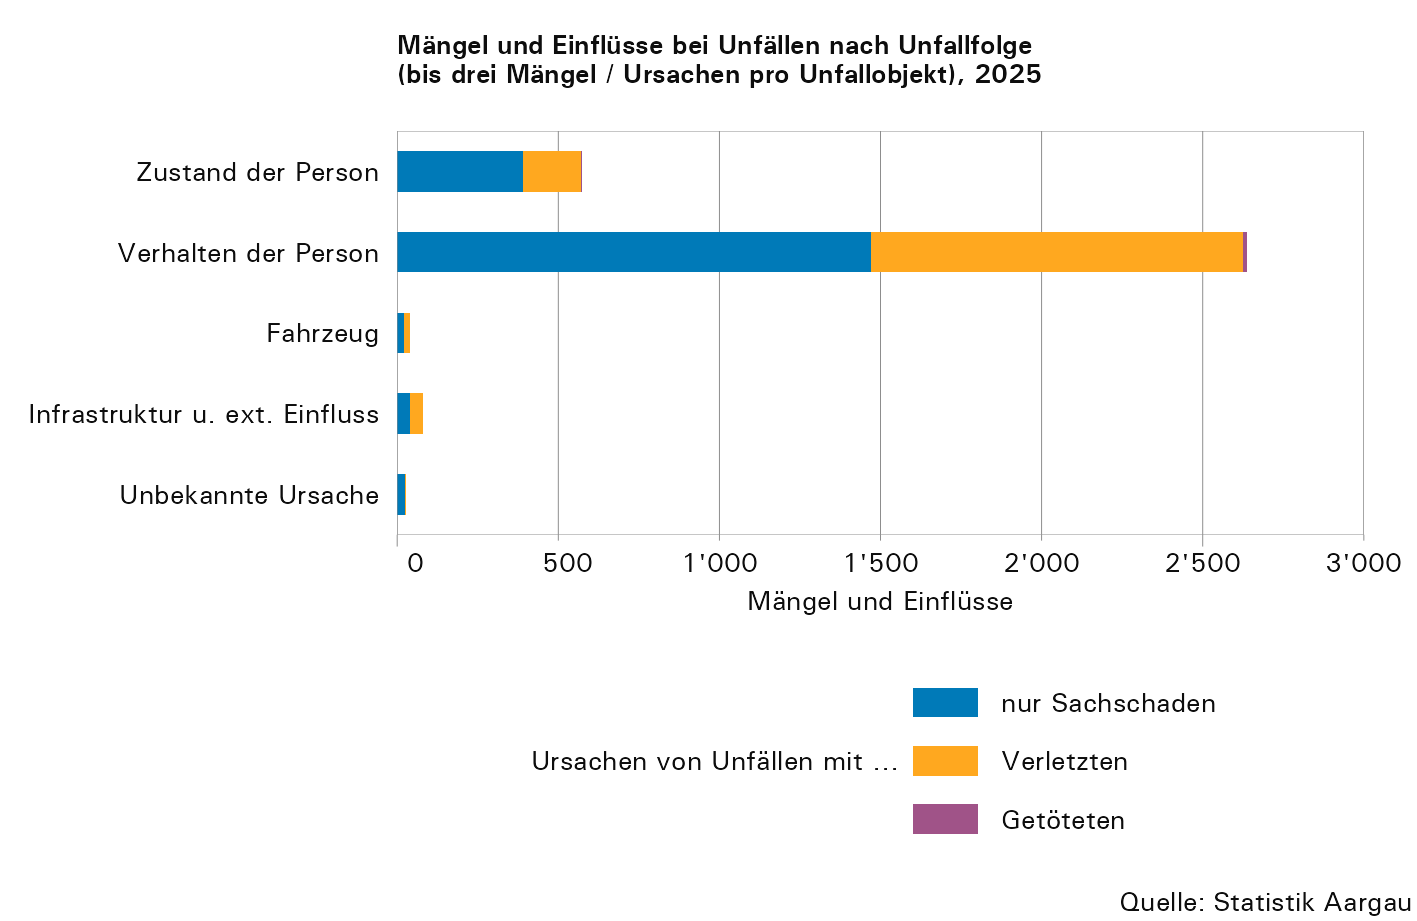 Mängel und Einflüsse bei Unfällen nach Unfallfolge
(bis drei Mängel / Ursachen pro Unfallobjekt), 2025
Zustand der Person
Verhalten der Person
Fahrzeug
Infrastruktur u. ext. Einfluss
Unbekannte Ursache
0 500 1'000 1'500 2'000 2'500 3'000
Mängel und Einflüsse
nur Sachschaden
Ursachen von Unfällen mit ... Verletzten
Getöteten
Quelle: Statistik Aargau